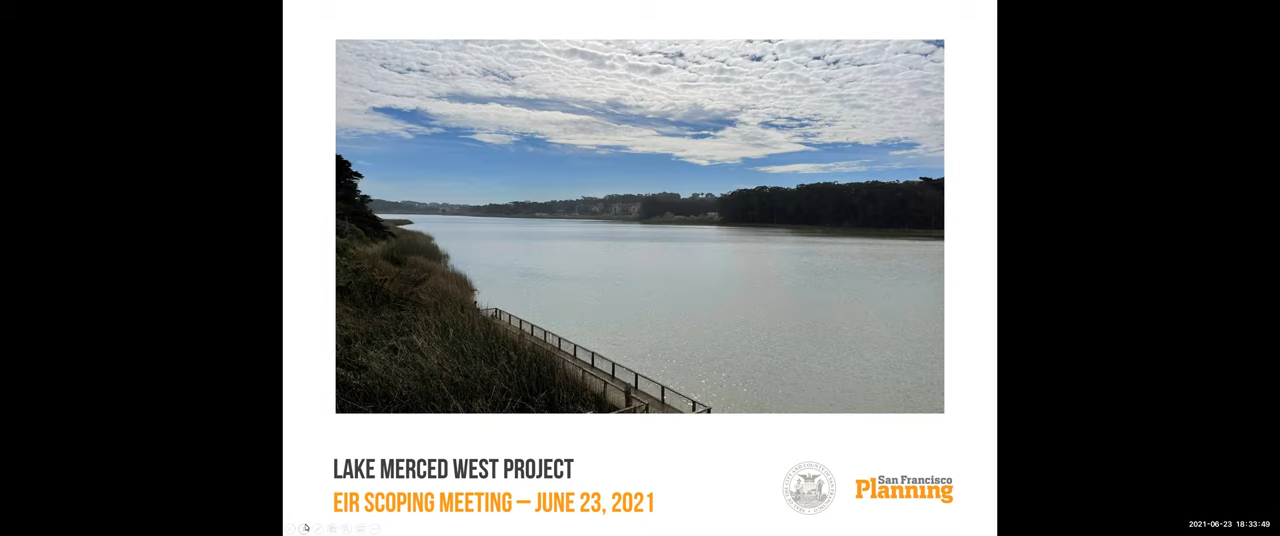 LAKE MERCED WEST PROJECT
EIR SCOPING MEETING – JUNE 23, 2021
San Francisco
Planning
2021-06-23 18:33:49